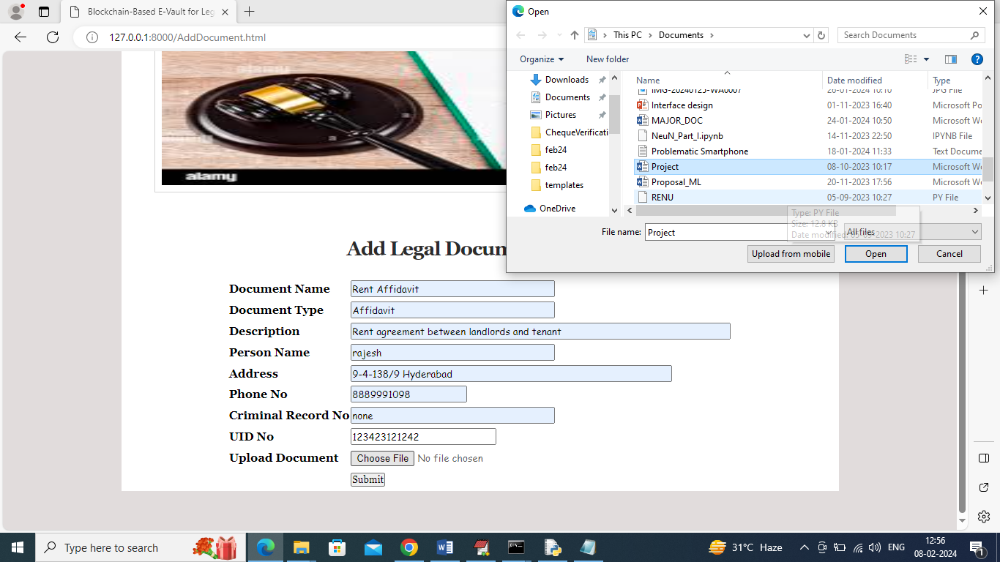 Blockchain-Based E-Vault for Leg
127.0.0.1:8000/AddDocument.html
alamy
Add Legal Docum
Document Name Rent Affidavit
Document Type Affidavit
Description Rent agreement between landlords and tenant
Person Name rajesh
Address 9-4-138/9 Hyderabad
Phone No 8889991098
Criminal Record No none
UID No 123423121242
Upload Document Choose File No file chosen
Submit
Open
This PC > Documents >
Search Documents
Organize New folder
Downloads
Documents
Pictures
ChequeVerificati
feb24
feb24
templates
OneDrive
Name Date modified Type
IMG-20240125-WA0007 26-01-2024 10:10 JPG File
Interface design 01-11-2023 16:40 Microsoft Po
MAJOR_DOC 24-01-2024 10:50 Microsoft W
NeuN_Part_I.ipynb 14-11-2023 22:50 IPYNB File
Problematic Smartphone 18-01-2024 11:33 Text Docume
Project 08-10-2023 10:17 Microsoft W
Proposal_ML 20-11-2023 17:56 Microsoft W
RENU 05-09-2023 10:27 PY File
Type: PY File
Size: 12.8 KB
Date modified: 05-09-2023 10:27
File name: Project All files
Upload from mobile Open Cancel
Type here to search
31°C Haze
ENG
12:56
08-02-2024
1